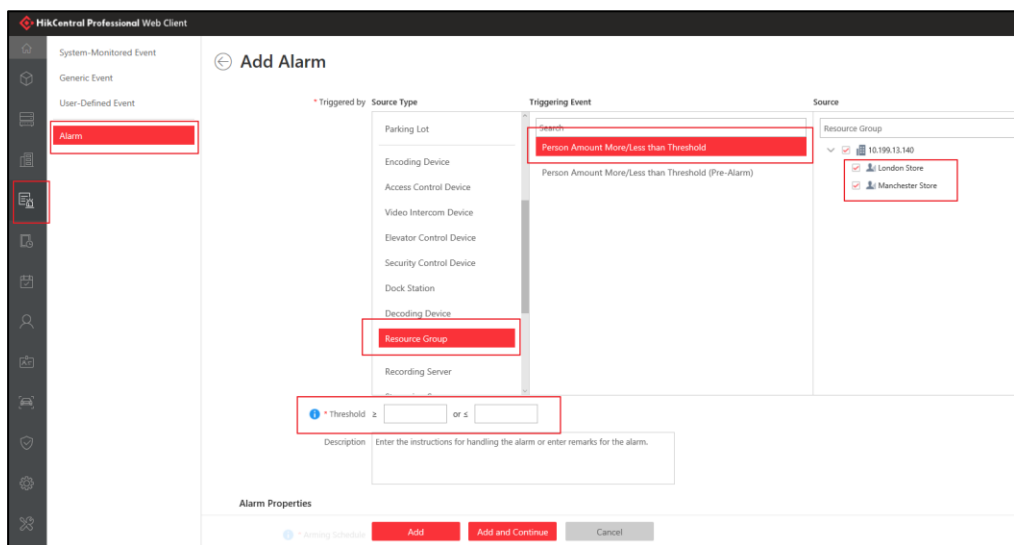 HikCentral Professional Web Client
System-Monitored Event
Generic Event
User-Defined Event
Alarm
Add Alarm
* Triggered by
Source Type
Parking Lot
Encoding Device
Access Control Device
Video Intercom Device
Elevator Control Device
Security Control Device
Dock Station
Decoding Device
Resource Group
Recording Server
Triggering Event
Search
Person Amount More/Less than Threshold
Person Amount More/Less than Threshold (Pre-Alarm)
Source
Resource Group
10.199.13.140
London Store
Manchester Store
* Threshold ≥ or ≤
Description
Enter the instructions for handling the alarm or enter remarks for the alarm.
Alarm Properties
* Arming Schedule
Add
Add and Continue
Cancel